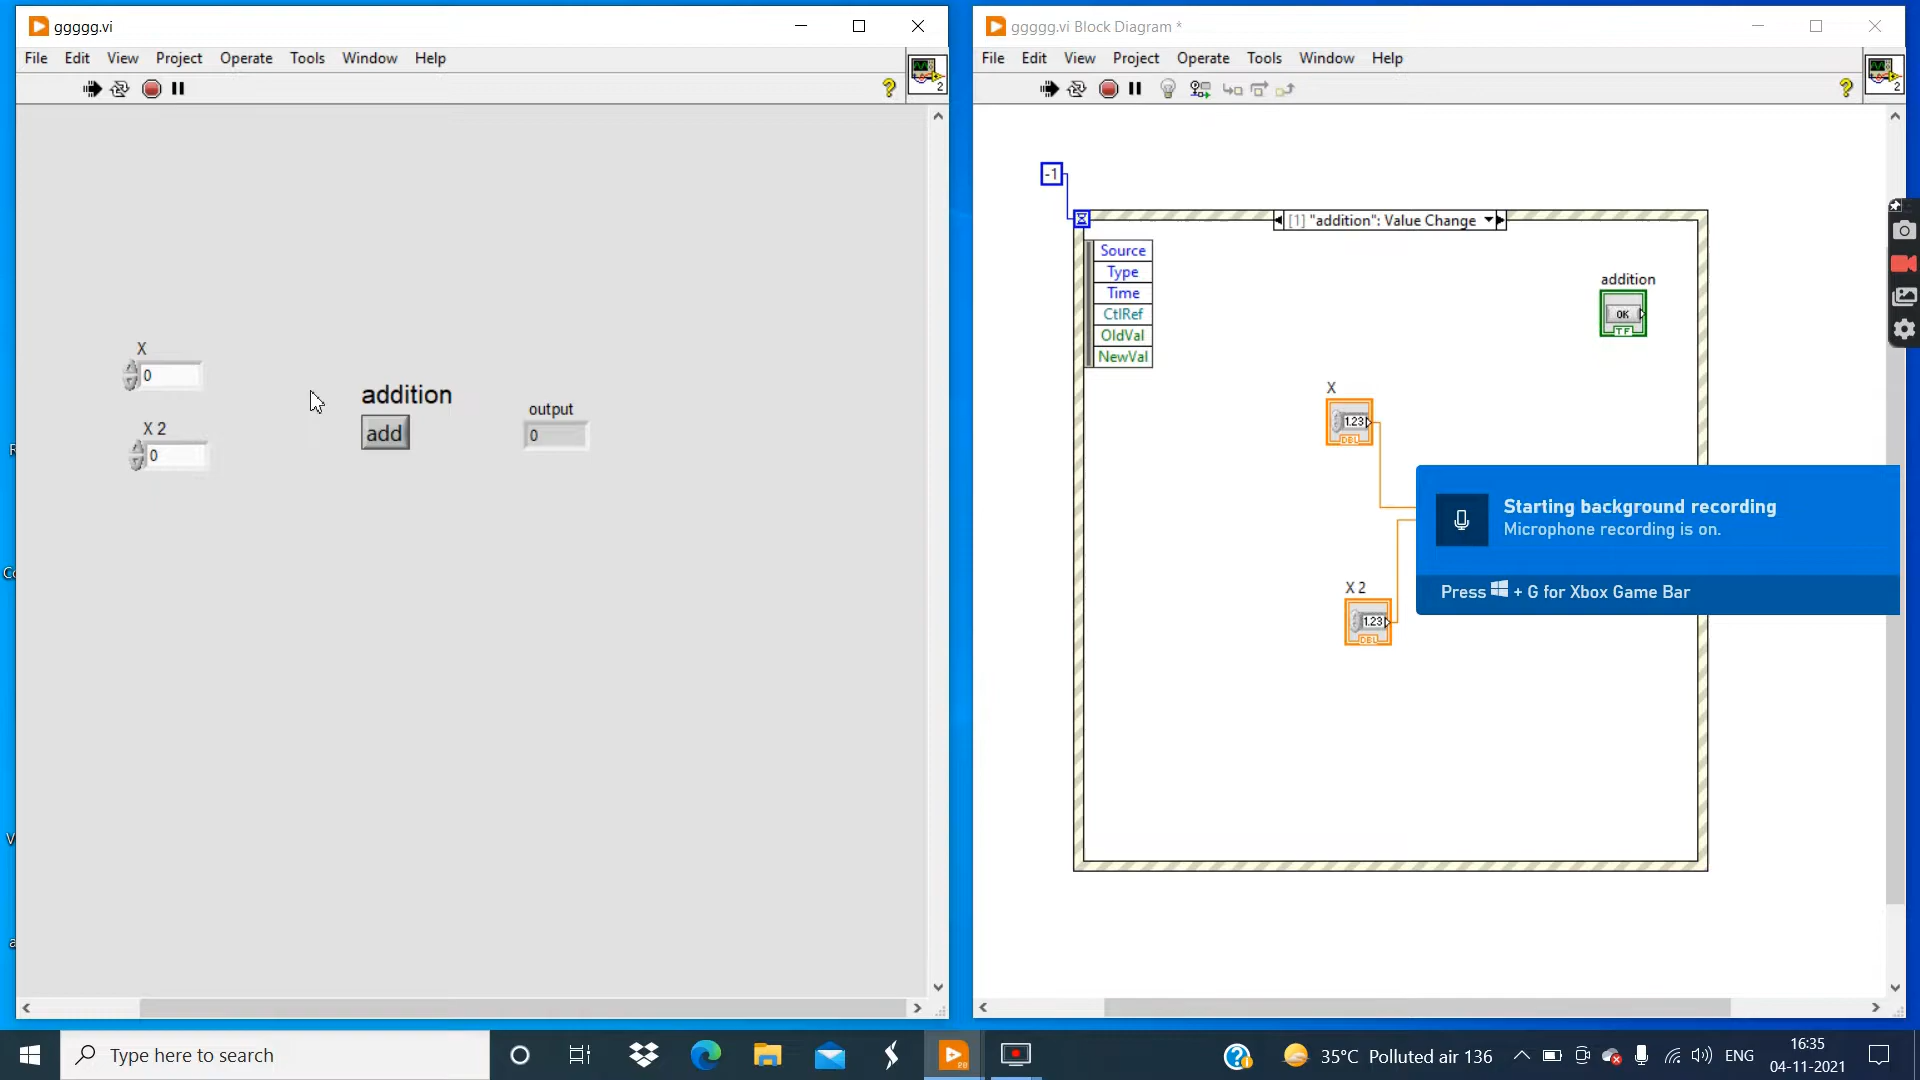 ggggg.vi
File Edit View Project Operate Tools Window Help
2
X
0
X 2
0
addition
add
output
0
ggggg.vi Block Diagram *
File Edit View Project Operate Tools Window Help
2
-1
[1] "addition": Value Change
Source
Type
Time
CtlRef
OldVal
NewVal
addition
OK
TF
X
1.23
DBL
X 2
1.23
DBL
Starting background recording
Microphone recording is on.
Press + G for Xbox Game Bar
Type here to search
35°C Polluted air 136
ENG
16:35
04-11-2021